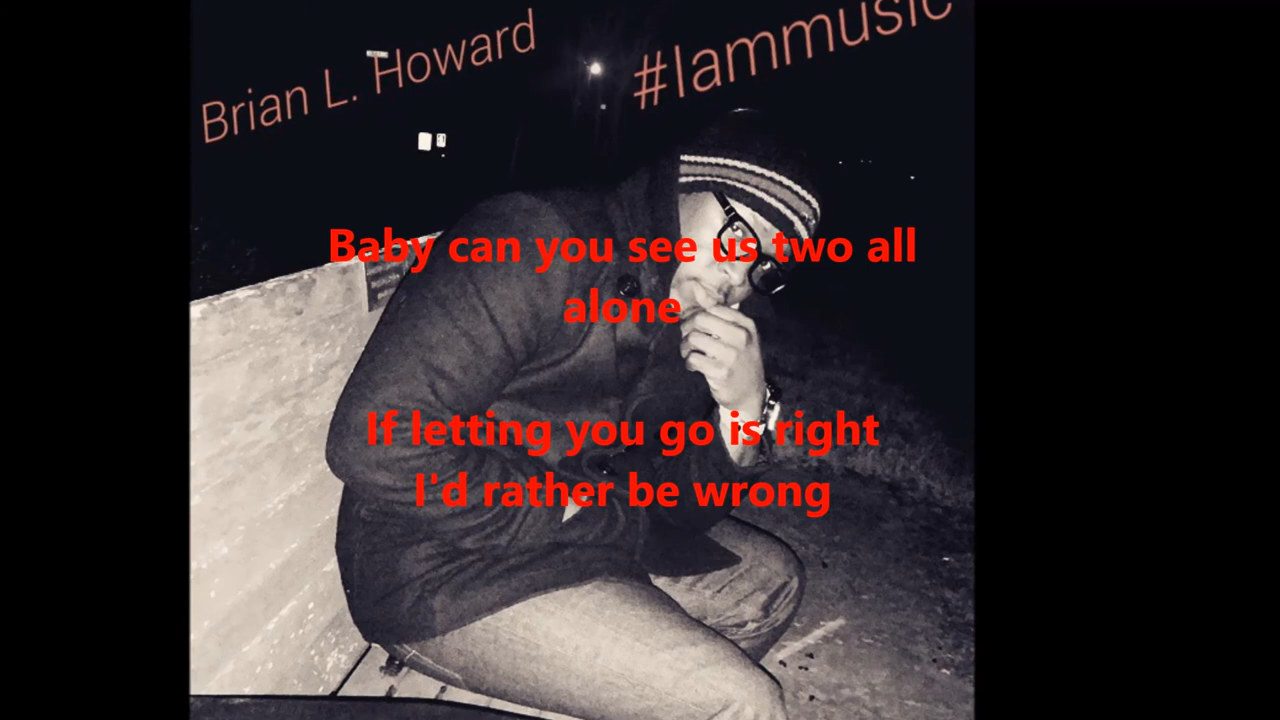 Brian L. Howard
#Iammusic
Baby can you see us two all
alone
If letting you go is right
I'd rather be wrong